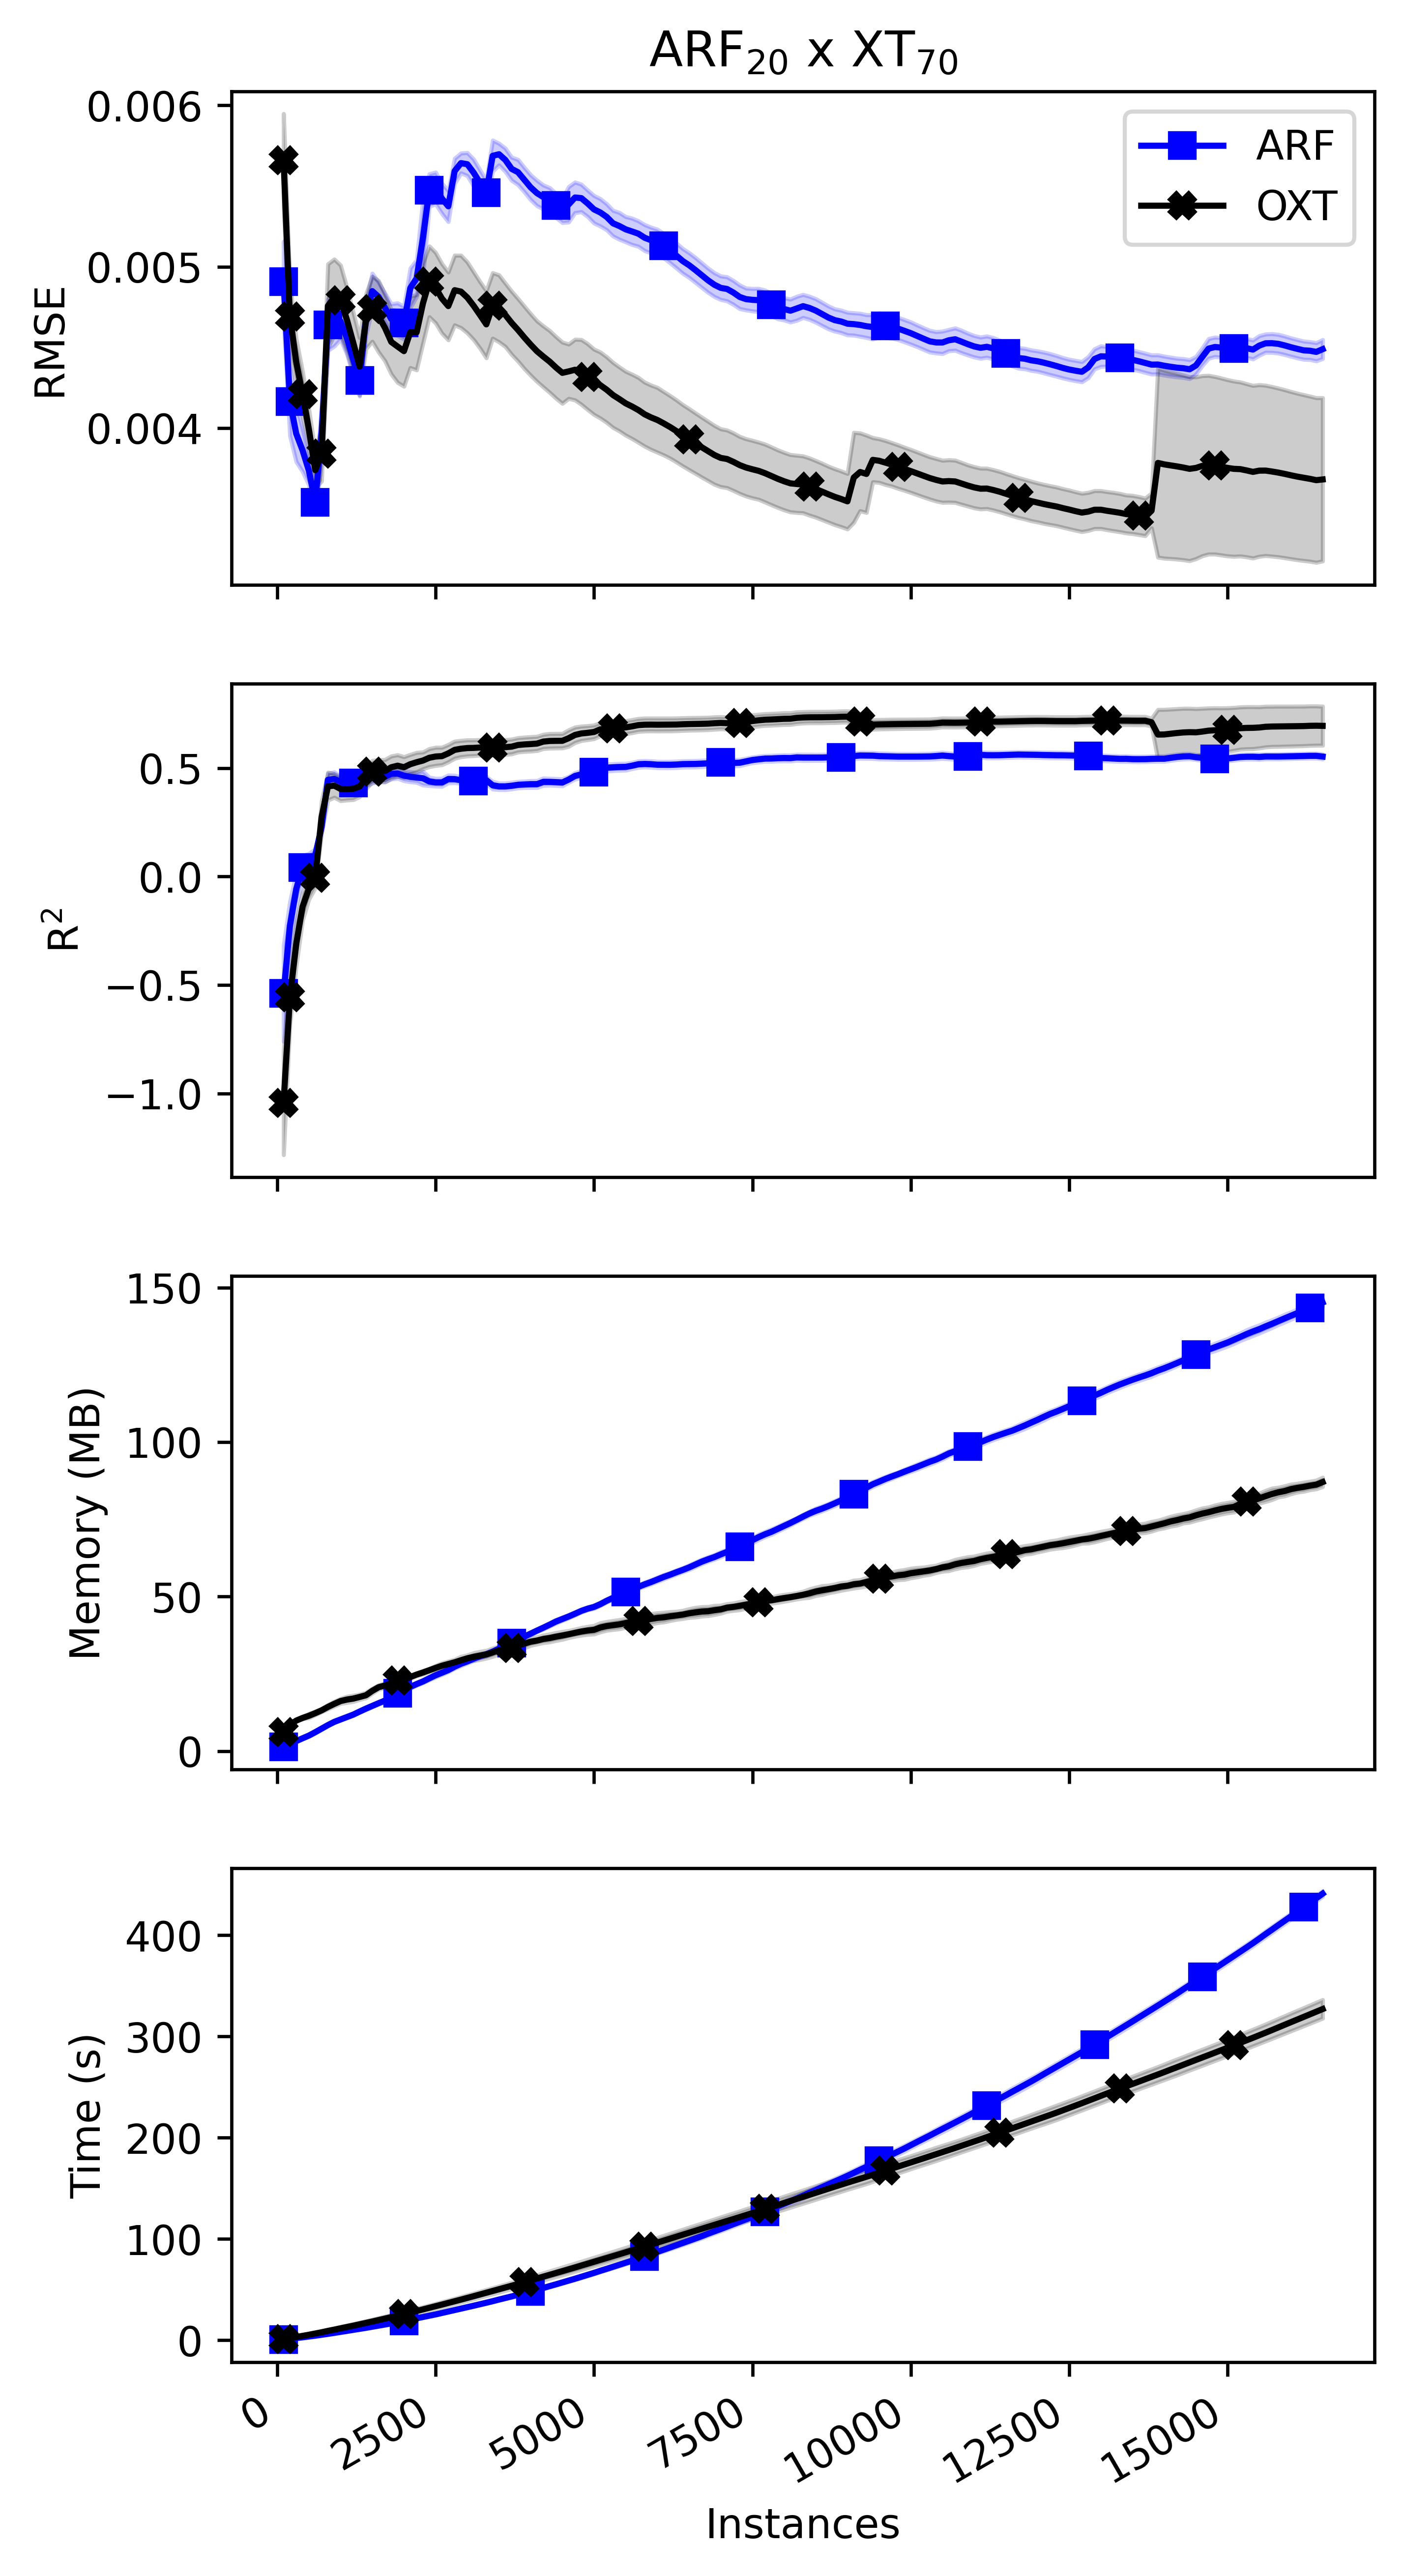 ARF₂₀ x XT₇₀
0.006
0.005
0.004
RMSE
ARF
OXT
0.5
0.0
−0.5
−1.0
R²
150
100
50
0
Memory (MB)
400
300
200
100
0
Time (s)
0
2500
5000
7500
10000
12500
15000
Instances